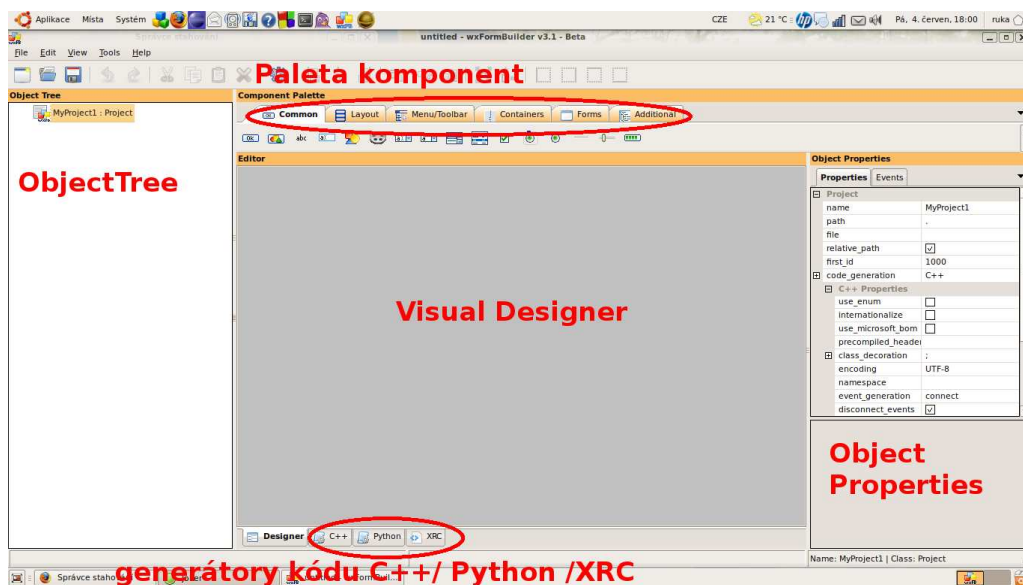 Aplikace Místa Systém CZE 21 °C Pá, 4. červen, 18:00 ruka
untitled - wxFormBuilder v3.1 - Beta
File Edit View Tools Help
Paleta komponent
Object Tree
MyProject1 : Project
ObjectTree
Component Palette
Common Layout Menu/Toolbar Containers Forms Additional
OK abc
Editor
Visual Designer
Designer C++ Python XRC
Object Properties
Properties Events
Project
name MyProject1
path .
file
relative_path
first_id 1000
code_generation C++
C++ Properties
use_enum
internationalize
use_microsoft_bom
precompiled_header
class_decoration ;
encoding UTF-8
namespace
event_generation connect
disconnect_events
Object
Properties
Name: MyProject1 | Class: Project
Správce
generátory kódu C++/ Python /XRC